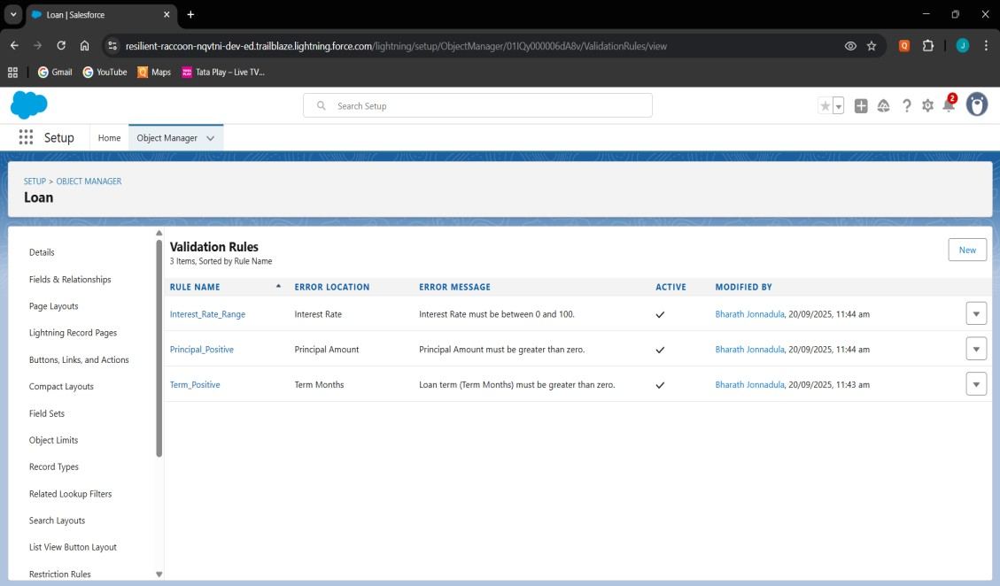 Loan | Salesforce
resilient-raccoon-nqvtni-dev-ed.trailblaze.lightning.force.com/lightning/setup/ObjectManager/01IQy000006dA8v/ValidationRules/view
Q
J
Gmail
YouTube
Maps
TATA PLAY
Tata Play – Live TV...
Search Setup
2
Setup
Home
Object Manager
SETUP > OBJECT MANAGER
Loan
Details
Fields & Relationships
Page Layouts
Lightning Record Pages
Buttons, Links, and Actions
Compact Layouts
Field Sets
Object Limits
Record Types
Related Lookup Filters
Search Layouts
List View Button Layout
Restriction Rules
Validation Rules
3 Items, Sorted by Rule Name
New
RULE NAME ERROR LOCATION ERROR MESSAGE ACTIVE MODIFIED BY
Interest_Rate_Range Interest Rate Interest Rate must be between 0 and 100. Bharath Jonnadula, 20/09/2025, 11:44 am
Principal_Positive Principal Amount Principal Amount must be greater than zero. Bharath Jonnadula, 20/09/2025, 11:44 am
Term_Positive Term Months Loan term (Term Months) must be greater than zero. Bharath Jonnadula, 20/09/2025, 11:43 am